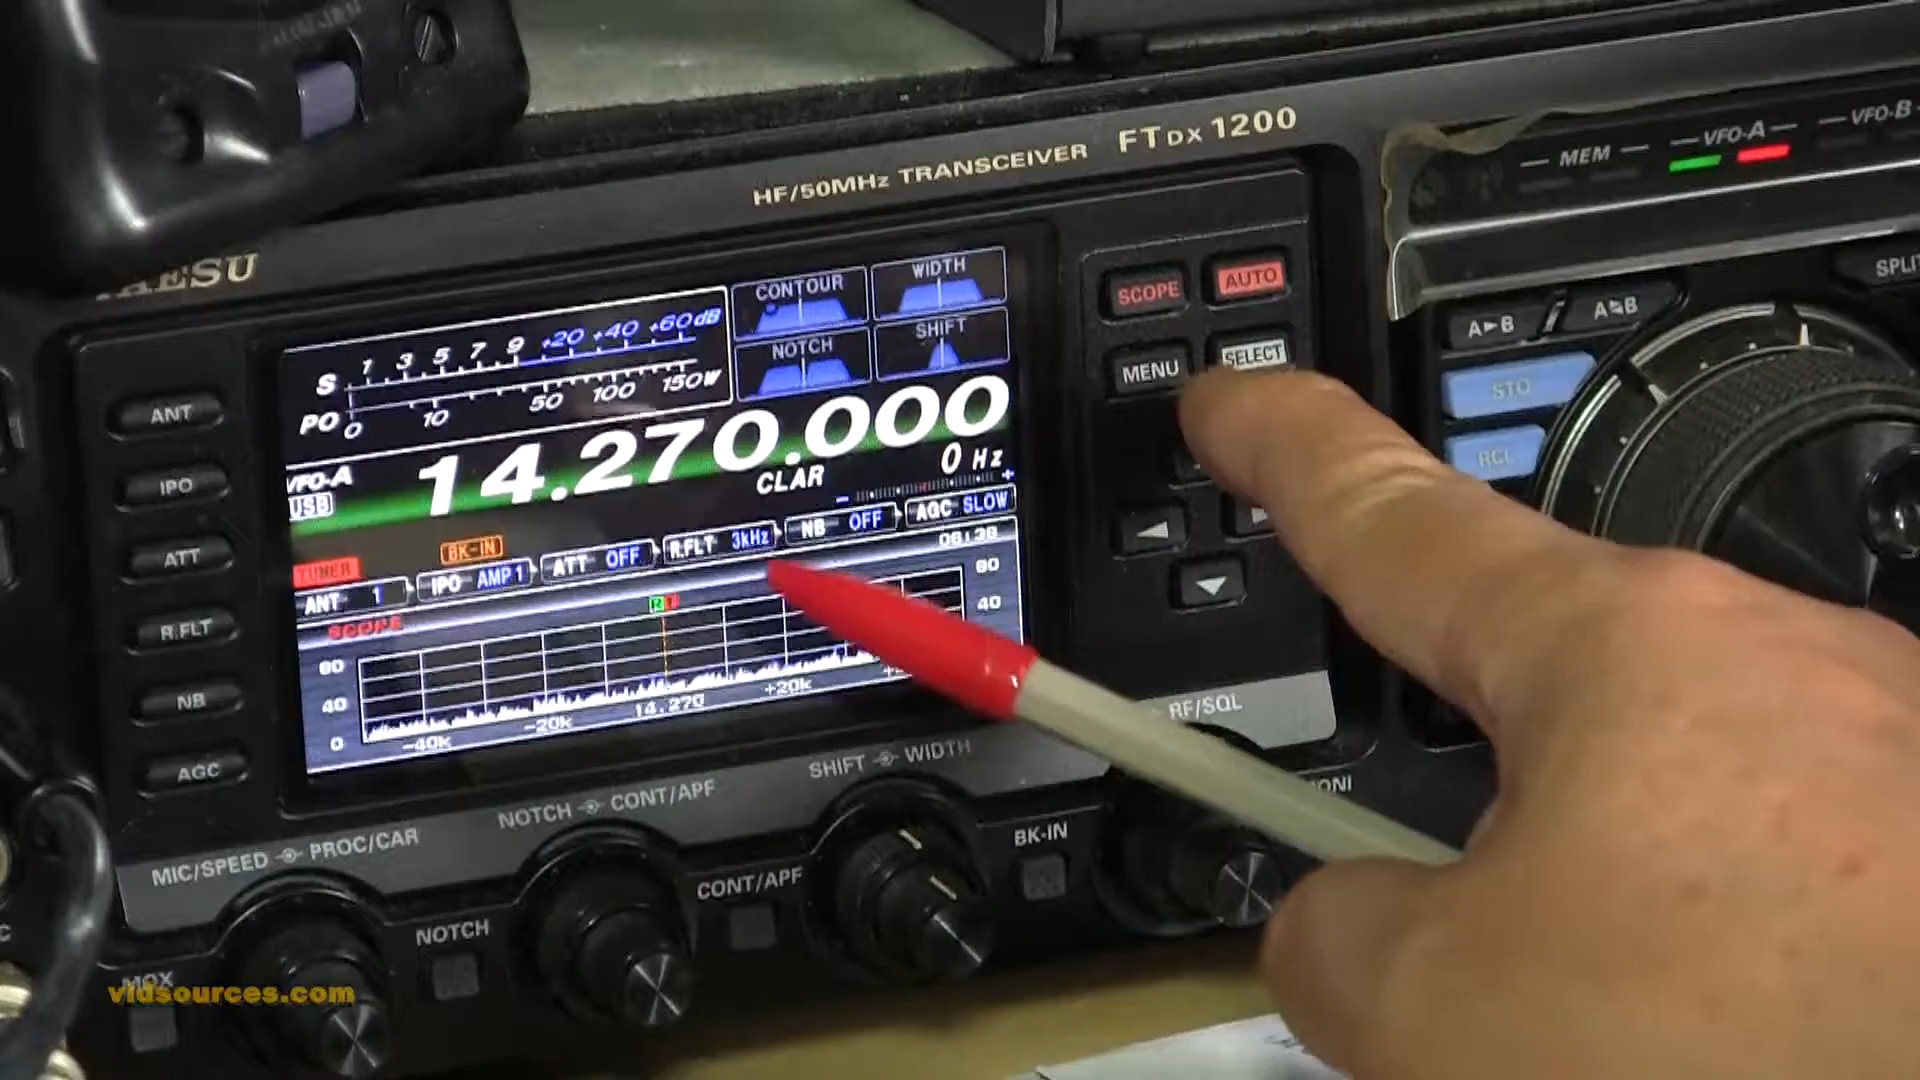 HF/50MHz TRANSCEIVER FT DX 1200
MEM VFO-A VFO-B
SPLIT
A►B A⇆B
STO
RCL
SCOPE AUTO
MENU SELECT
ANT
IPO
ATT
R.FLT
NB
AGC
CONTOUR WIDTH
NOTCH SHIFT
S 1 3 5 7 9 +20 +40 +60dB
PO 0 10 50 100 150W
VFO-A
USB
14.270.000
CLAR 0 Hz
TUNER BK-IN
ANT 1 IPO AMP1 ATT OFF R.FLT 3kHz NB OFF AGC SLOW
SCOPE
80 40
80 40 0
-40k -20k 14.270 +20k
MIC/SPEED PROC/CAR
NOTCH CONT/APF
SHIFT WIDTH
RF/SQL
MOX
NOTCH
CONT/APF
BK-IN
vidsources.com